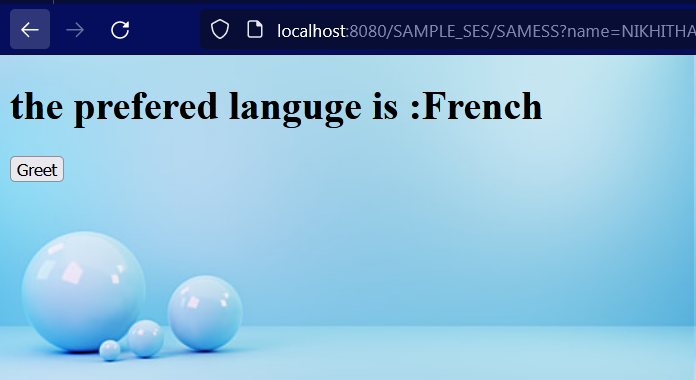 localhost:8080/SAMPLE_SES/SAMESS?name=NIKHITHA
the prefered languge is :French
Greet